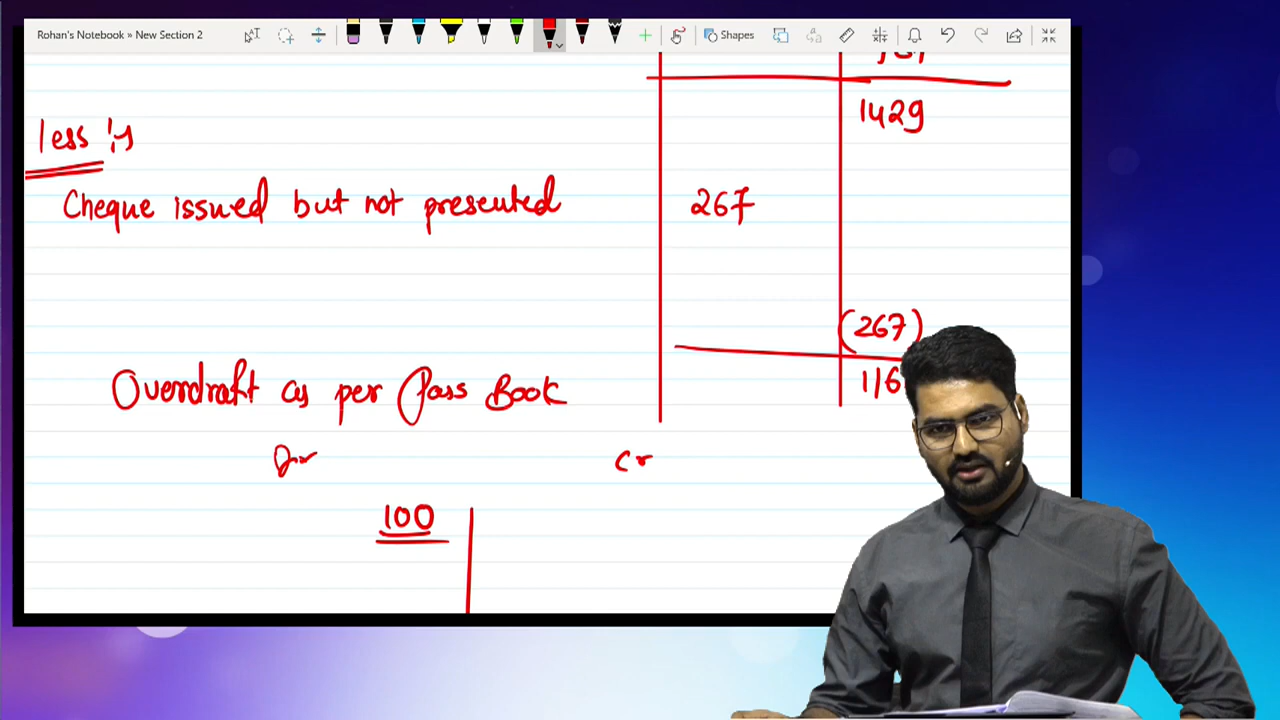 Rohan's Notebook » New Section 2
Shapes
1429
less :-
Cheque issued but not presented 267
(267)
116
Overdraft as per Pass Book
Dr Cr
100